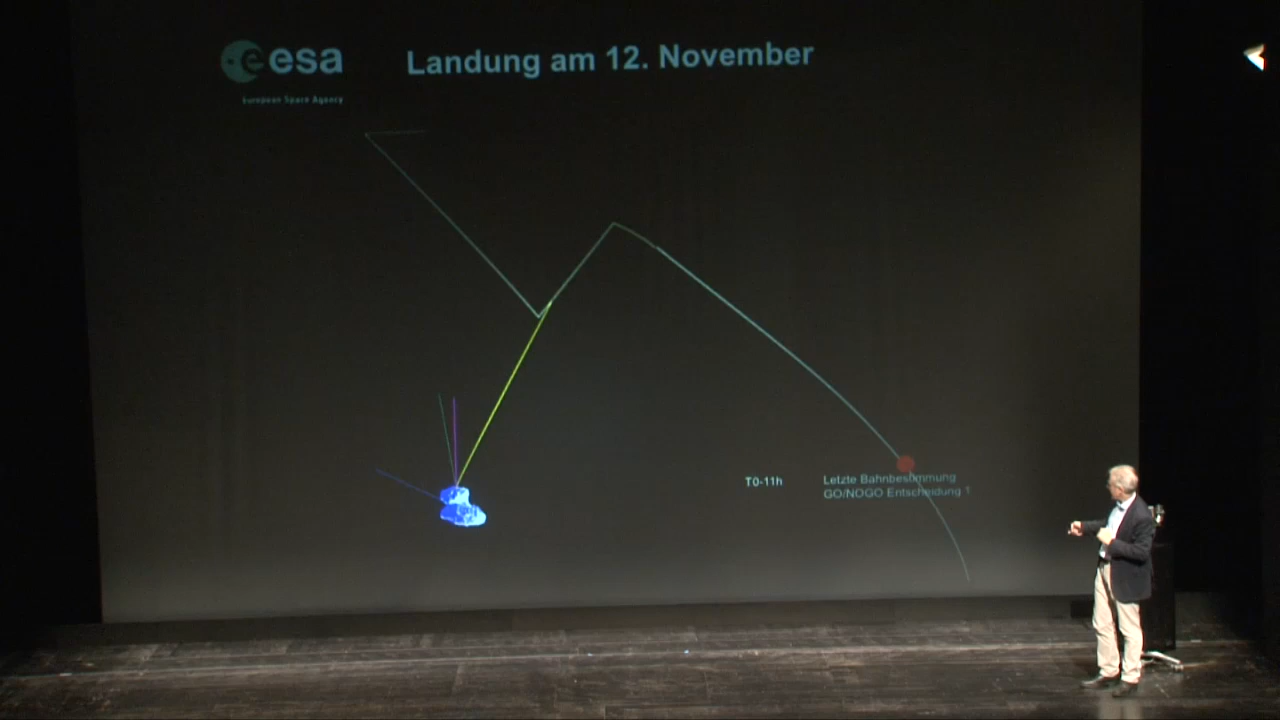 esa
European Space Agency
Landung am 12. November
T0-11h
Letzte Bahnbestimmung
GO/NOGO Entscheidung 1